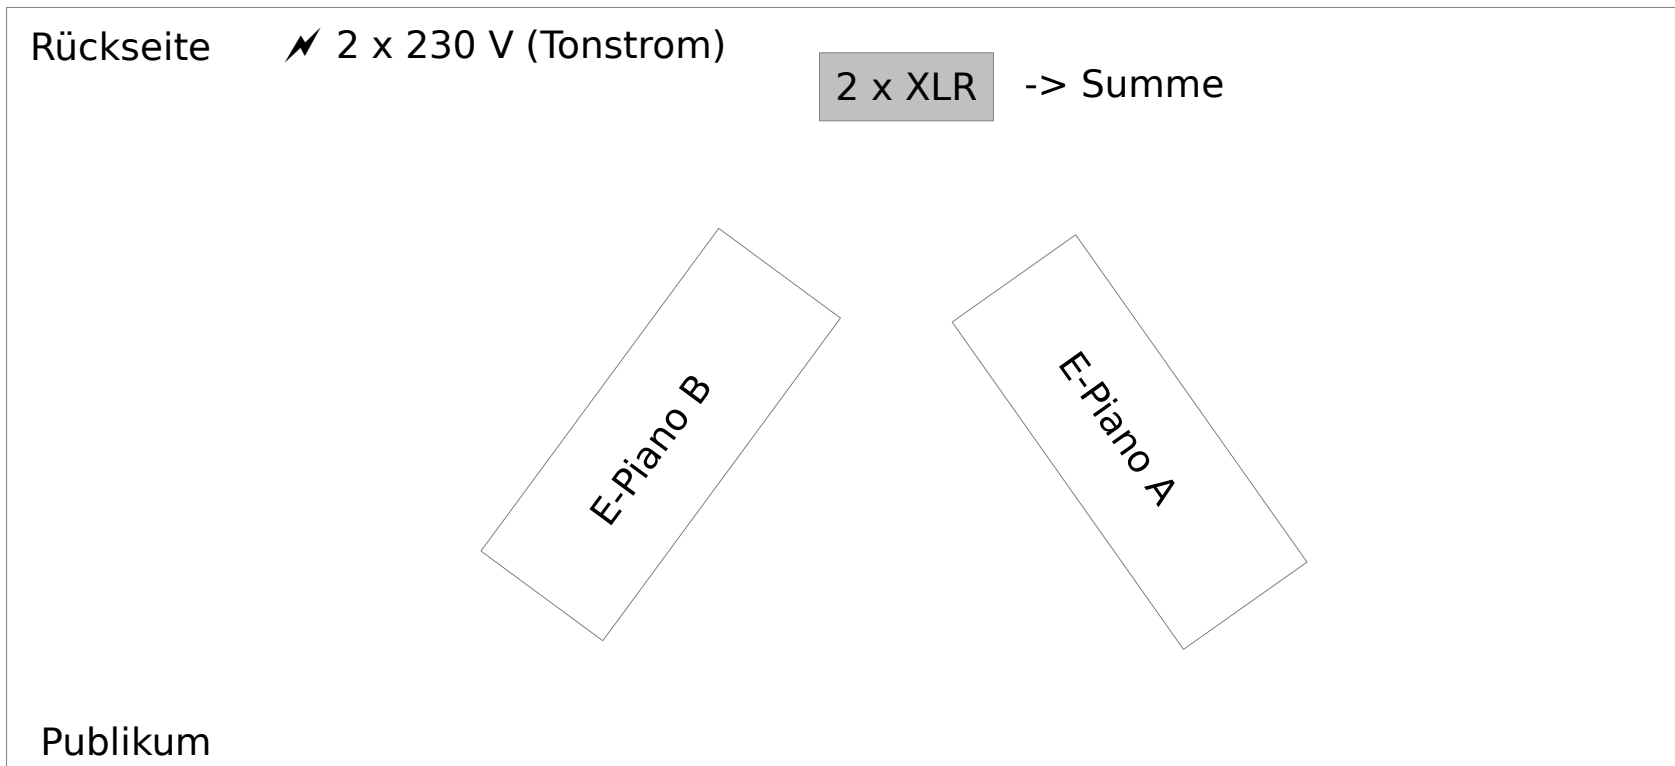 Rückseite
2 x 230 V (Tonstrom)
2 x XLR
-> Summe
E-Piano B
E-Piano A
Publikum